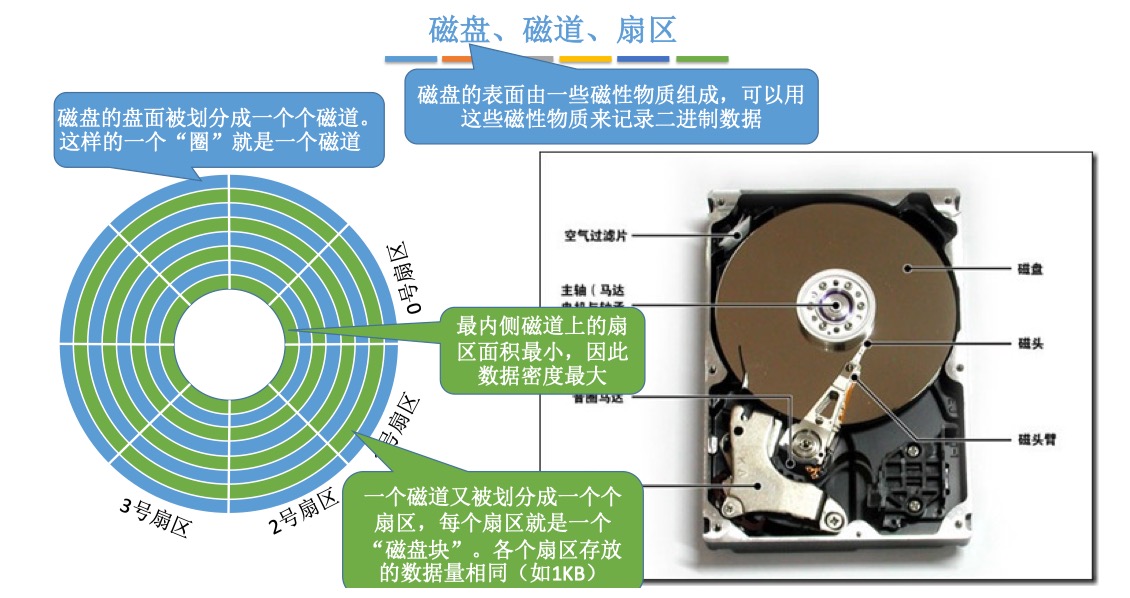 磁盘、磁道、扇区
磁盘的表面由一些磁性物质组成，可以用
这些磁性物质来记录二进制数据
磁盘的盘面被划分成一个个磁道。
这样的一个“圈”就是一个磁道
0号扇区
号扇区
2号扇区
3号扇区
最内侧磁道上的扇
区面积最小，因此
数据密度最大
一个磁道又被划分成一个个
扇区，每个扇区就是一个
“磁盘块”。各个扇区存放
的数据量相同（如1KB）
空气过滤片
主轴（马达
音圈马达
磁盘
磁头
磁头臂